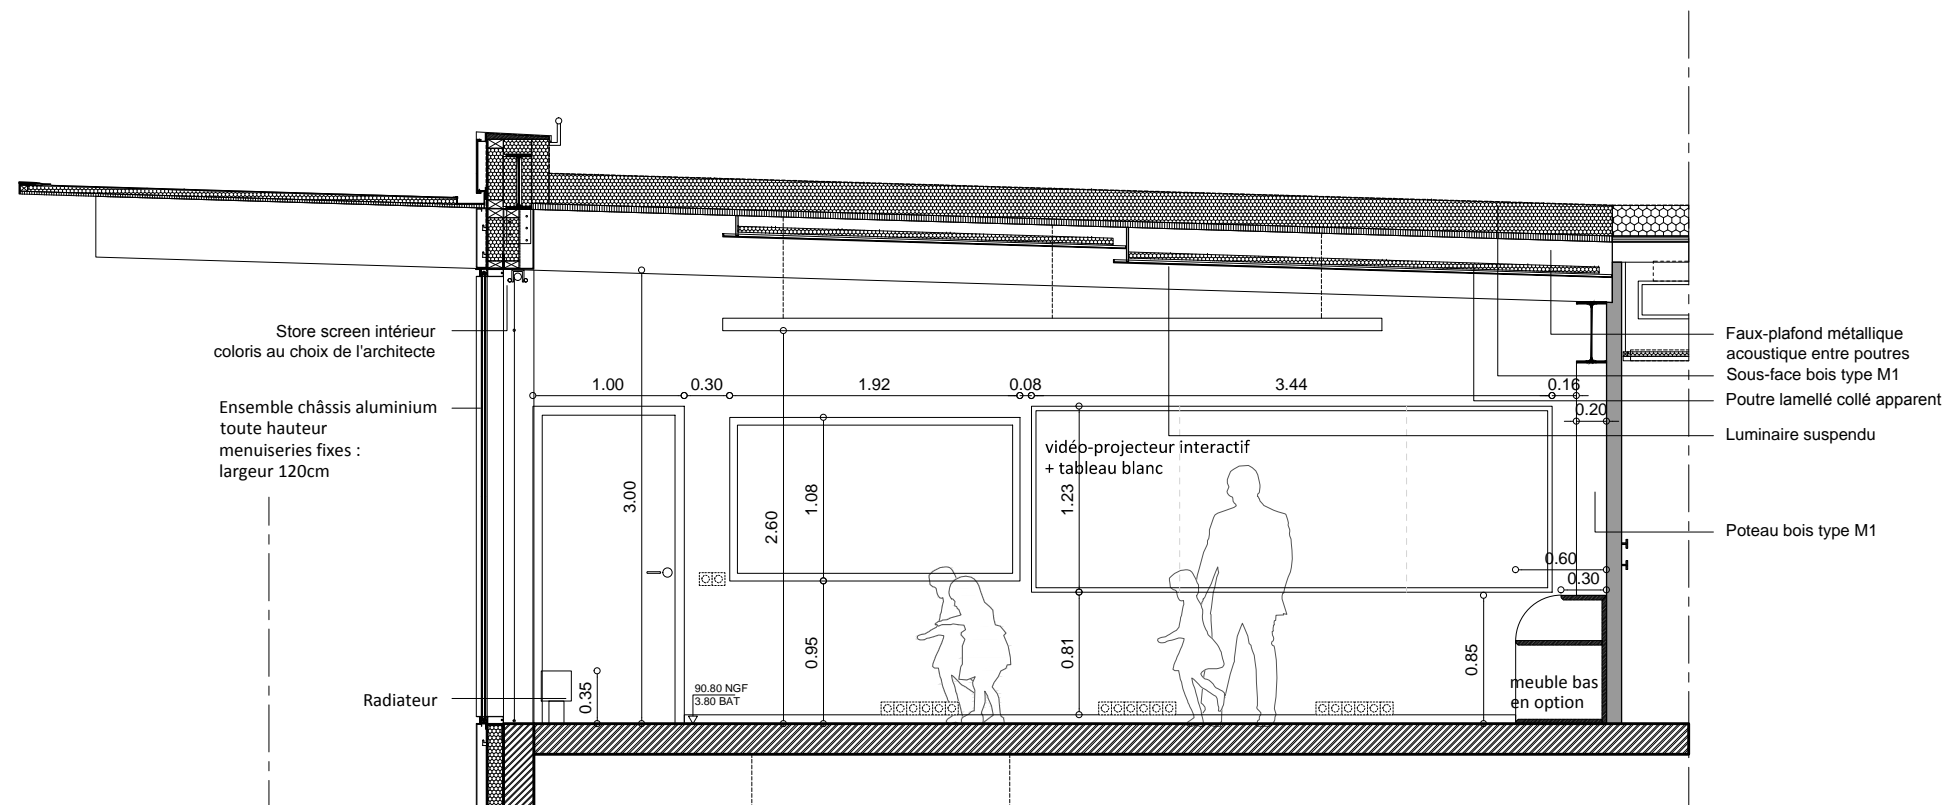 Store screen intérieur
coloris au choix de l'architecte
Ensemble châssis aluminium
toute hauteur
menuiseries fixes :
largeur 120cm
Radiateur
1.00
0.30
1.92
0.08
3.44
0.16
0.20
vidéo-projecteur interactif
+ tableau blanc
3.00
2.60
1.08
1.23
0.60
0.30
0.35
0.95
0.81
0.85
90.80 NGF
3.80 BAT
meuble bas
en option
Faux-plafond métallique
acoustique entre poutres
Sous-face bois type M1
Poutre lamellé collé apparent
Luminaire suspendu
Poteau bois type M1